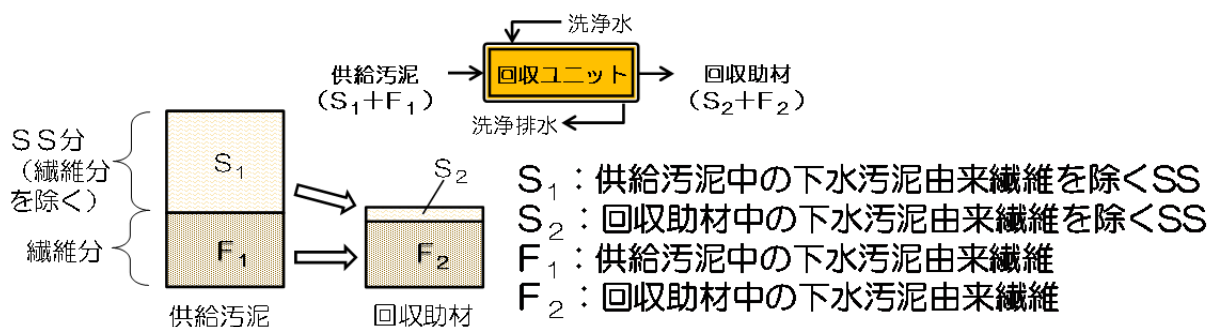 洗浄水
供給汚泥
(S₁+F₁)
回収ユニット
回収助材
(S₂+F₂)
洗浄排水
SS分
(繊維分
を除く)
繊維分
S₁
F₁
S₂
F₂
供給汚泥
回収助材
S₁：供給汚泥中の下水汚泥由来繊維を除くSS
S₂：回収助材中の下水汚泥由来繊維を除くSS
F₁：供給汚泥中の下水汚泥由来繊維
F₂：回収助材中の下水汚泥由来繊維